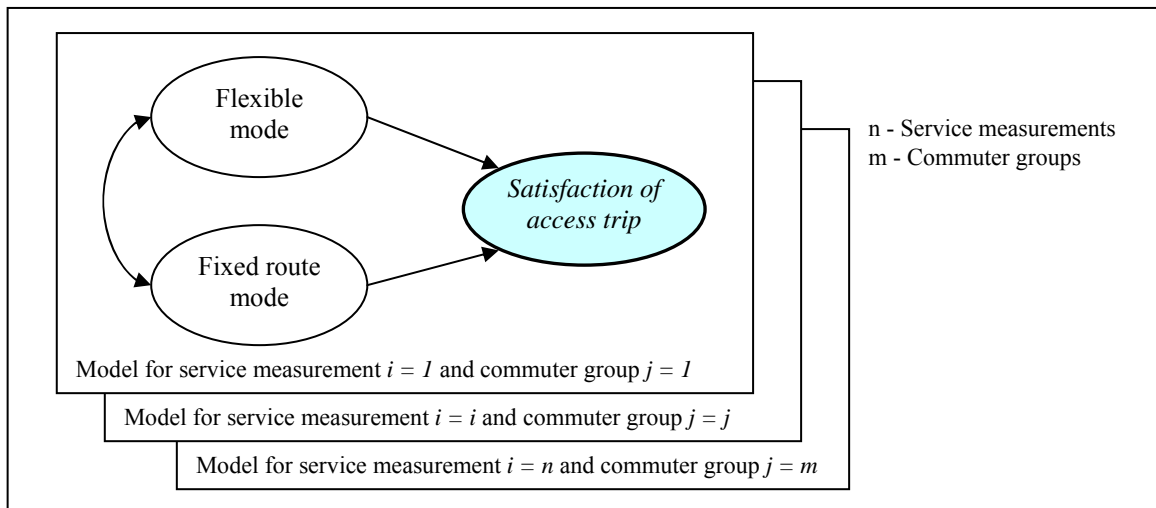 Flexible
mode
Satisfaction of
access trip
Fixed route
mode
Model for service measurement i = 1 and commuter group j = 1
Model for service measurement i = i and commuter group j = j
Model for service measurement i = n and commuter group j = m
n - Service measurements
m - Commuter groups